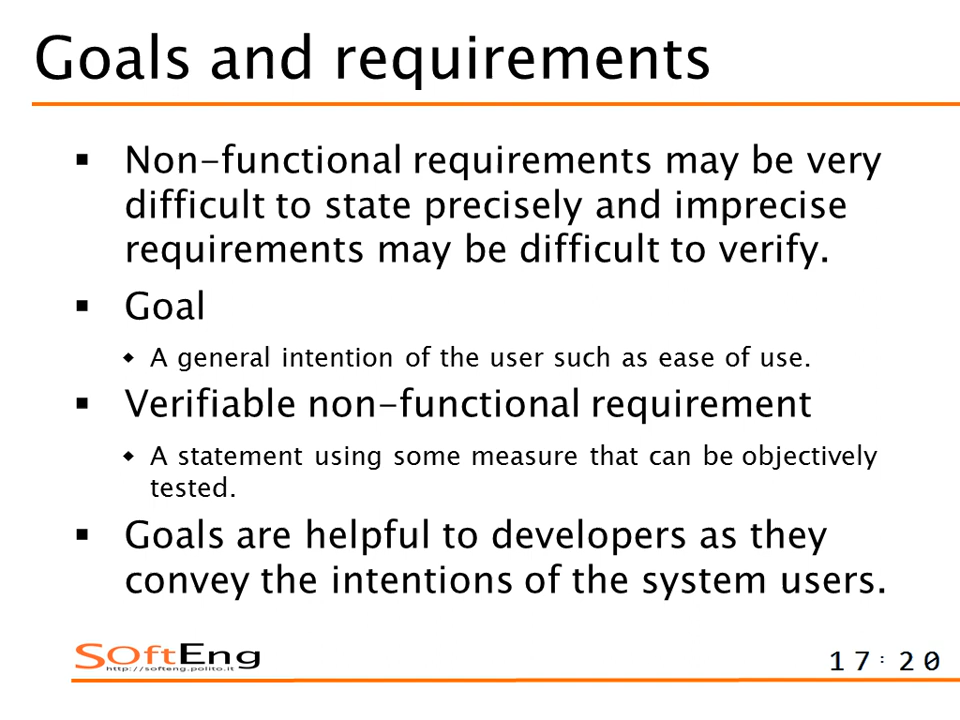 Goals and requirements
▪ Non-functional requirements may be very
difficult to state precisely and imprecise
requirements may be difficult to verify.
▪ Goal
◆ A general intention of the user such as ease of use.
▪ Verifiable non-functional requirement
◆ A statement using some measure that can be objectively
tested.
▪ Goals are helpful to developers as they
convey the intentions of the system users.
SOftEng
http://softeng.polito.it
17:20